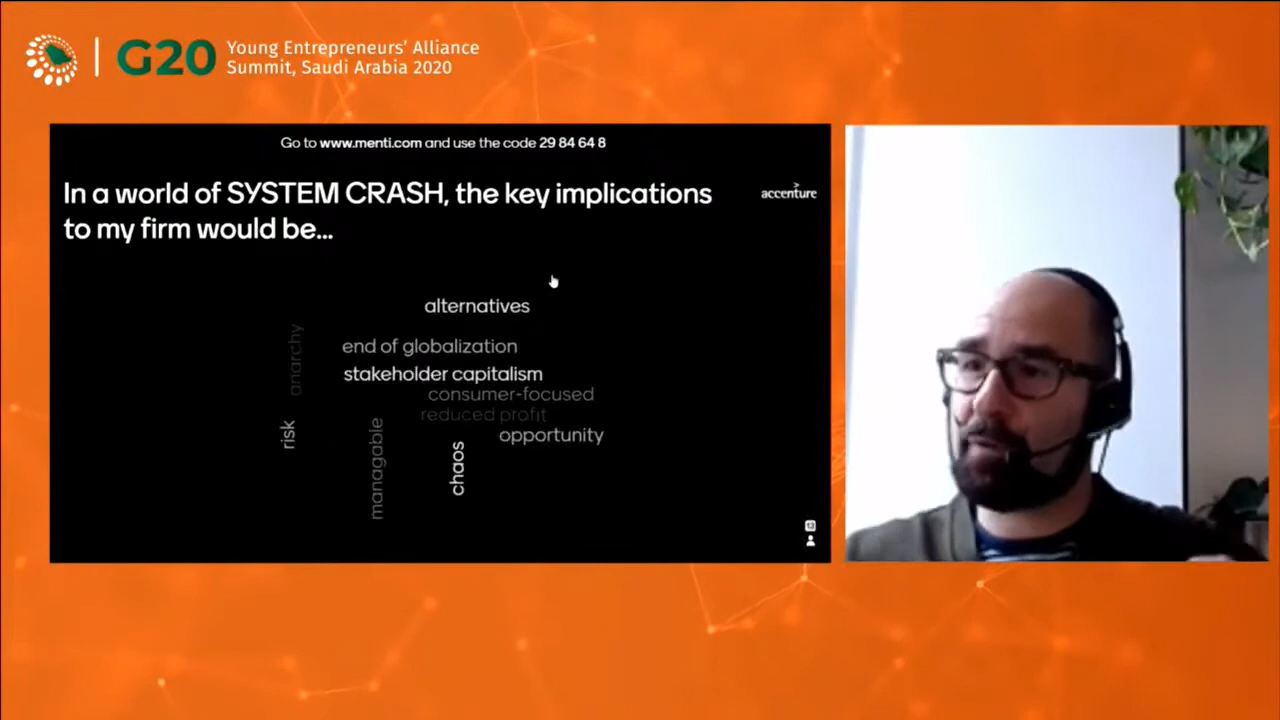 G20
Young Entrepreneurs' Alliance
Summit, Saudi Arabia 2020
Go to www.menti.com and use the code 29 84 64 8
In a world of SYSTEM CRASH, the key implications
to my firm would be...
accenture
alternatives
anarchy
end of globalization
stakeholder capitalism
consumer-focused
reduced profit
risk
managable
opportunity
chaos
13